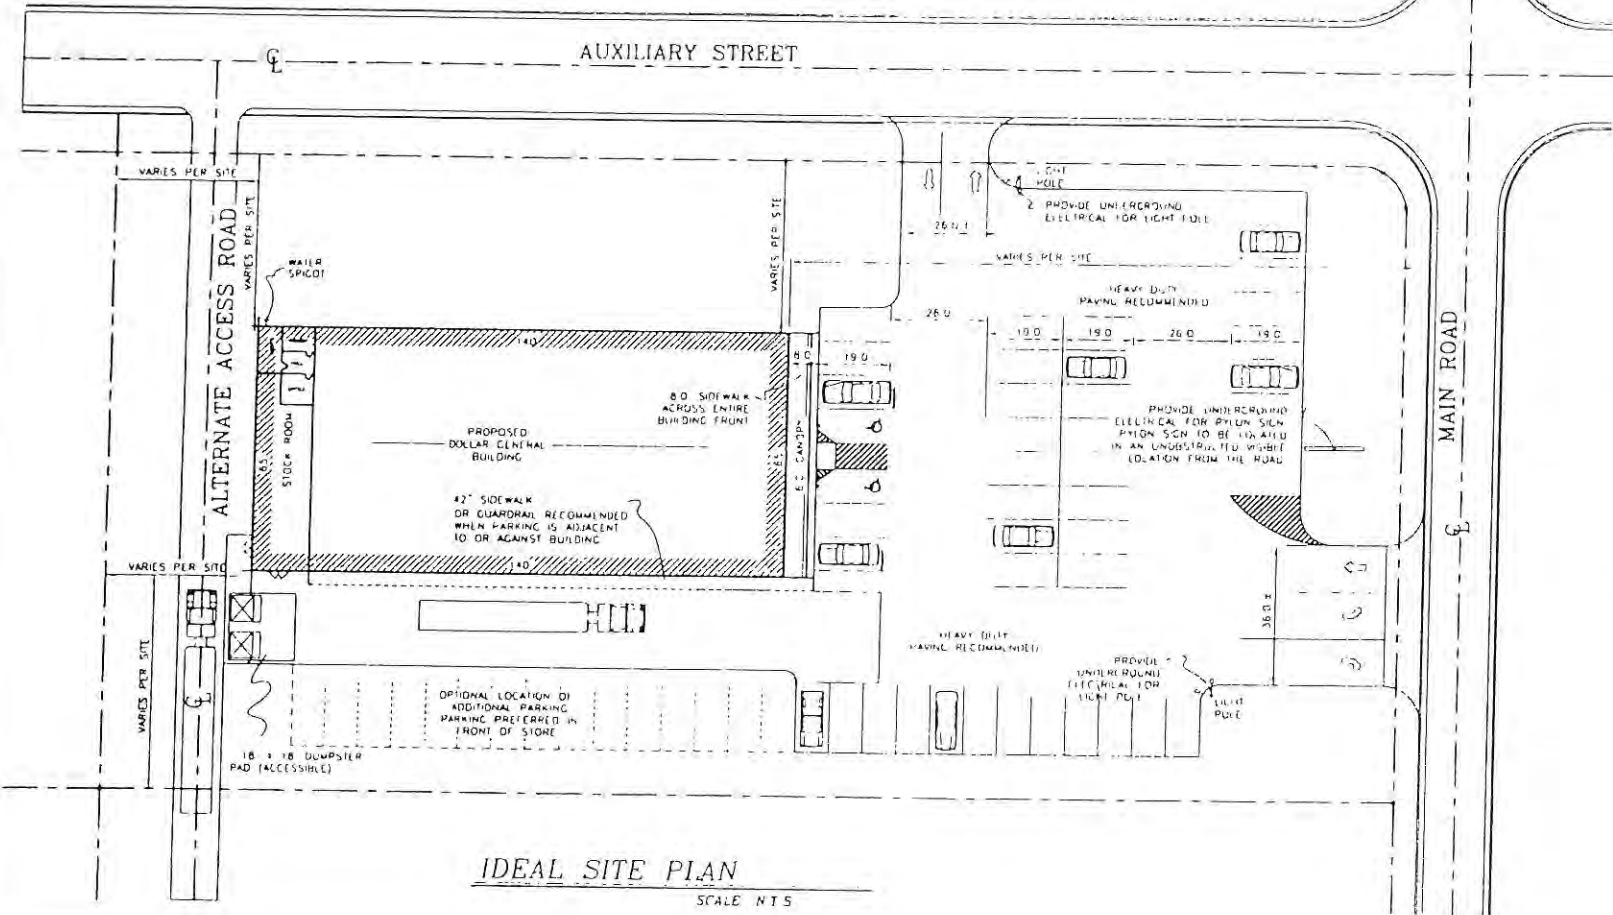 AUXILIARY STREET
VARIES PER SITE
ALTERNATE ACCESS ROAD
VARIES PER SITE
WATER
SPIGOT
VARIES PER SITE
POLE
PROVIDE UNDERGROUND
ELECTRICAL FOR LIGHT POLE
VARIES PER SITE
HEAVY DUTY
PAVING RECOMMENDED
26.0
19.0
19.0
26.0
19.0
140
8.0
19.0
8.0 SIDEWALK
ACROSS ENTIRE
BUILDING FRONT
STOCK ROOM
85
PROPOSED
DOLLAR GENERAL
BUILDING
CANOPY
42" SIDEWALK
OR GUARDRAIL RECOMMENDED
WHEN PARKING IS ADJACENT
TO OR AGAINST BUILDING
140
PROVIDE UNDERGROUND
ELECTRICAL FOR PYLON SIGN
PYLON SIGN TO BE LOCATED
IN AN UNOBSTRUCTED VISIBLE
LOCATION FROM THE ROAD
MAIN ROAD
VARIES PER SITE
VARIES PER SITE
HEAVY DUTY
PAVING RECOMMENDED
PROVIDE
UNDERGROUND
ELECTRICAL FOR
LIGHT POLE
LIGHT
POLE
OPTIONAL LOCATION OF
ADDITIONAL PARKING
PARKING PREFERRED IN
FRONT OF STORE
18 x 18 DUMPSTER
PAD (ACCESSIBLE)
IDEAL SITE PLAN
SCALE NTS